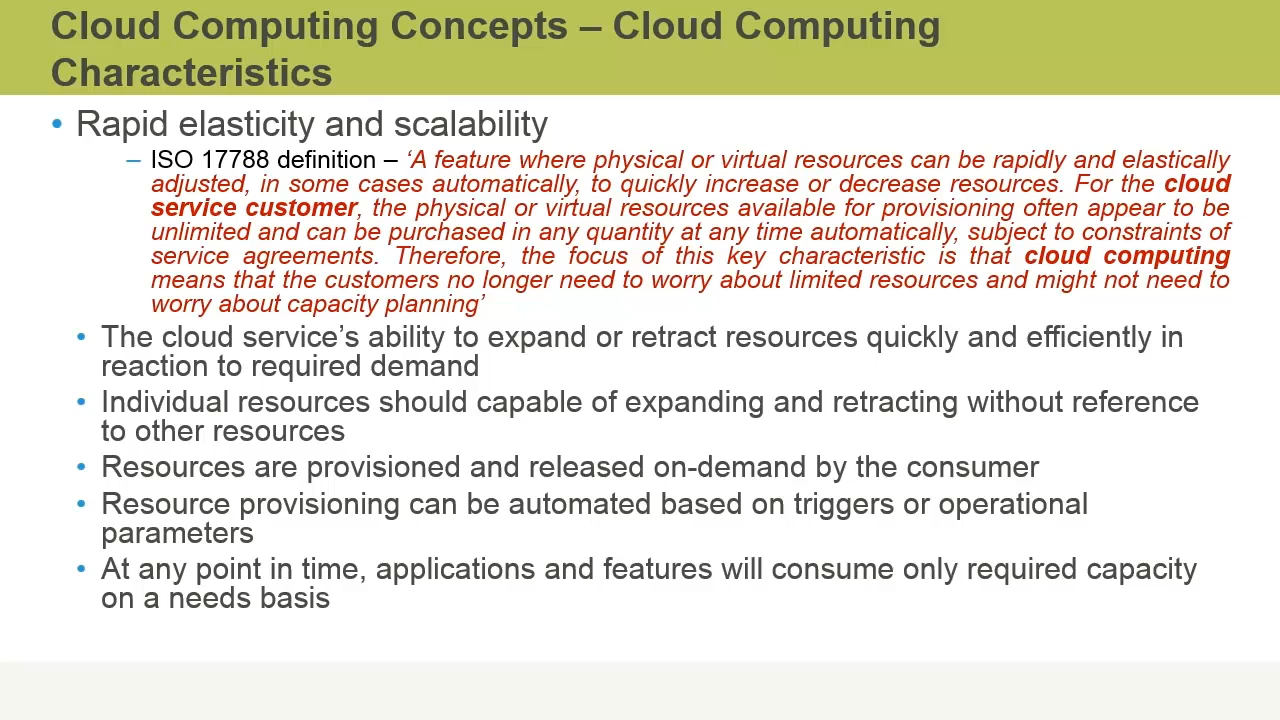 Cloud Computing Concepts – Cloud Computing
Characteristics
• Rapid elasticity and scalability
– ISO 17788 definition – ‘A feature where physical or virtual resources can be rapidly and elastically
adjusted, in some cases automatically, to quickly increase or decrease resources. For the cloud
service customer, the physical or virtual resources available for provisioning often appear to be
unlimited and can be purchased in any quantity at any time automatically, subject to constraints of
service agreements. Therefore, the focus of this key characteristic is that cloud computing
means that the customers no longer need to worry about limited resources and might not need to
worry about capacity planning’
• The cloud service’s ability to expand or retract resources quickly and efficiently in
reaction to required demand
• Individual resources should capable of expanding and retracting without reference
to other resources
• Resources are provisioned and released on-demand by the consumer
• Resource provisioning can be automated based on triggers or operational
parameters
• At any point in time, applications and features will consume only required capacity
on a needs basis